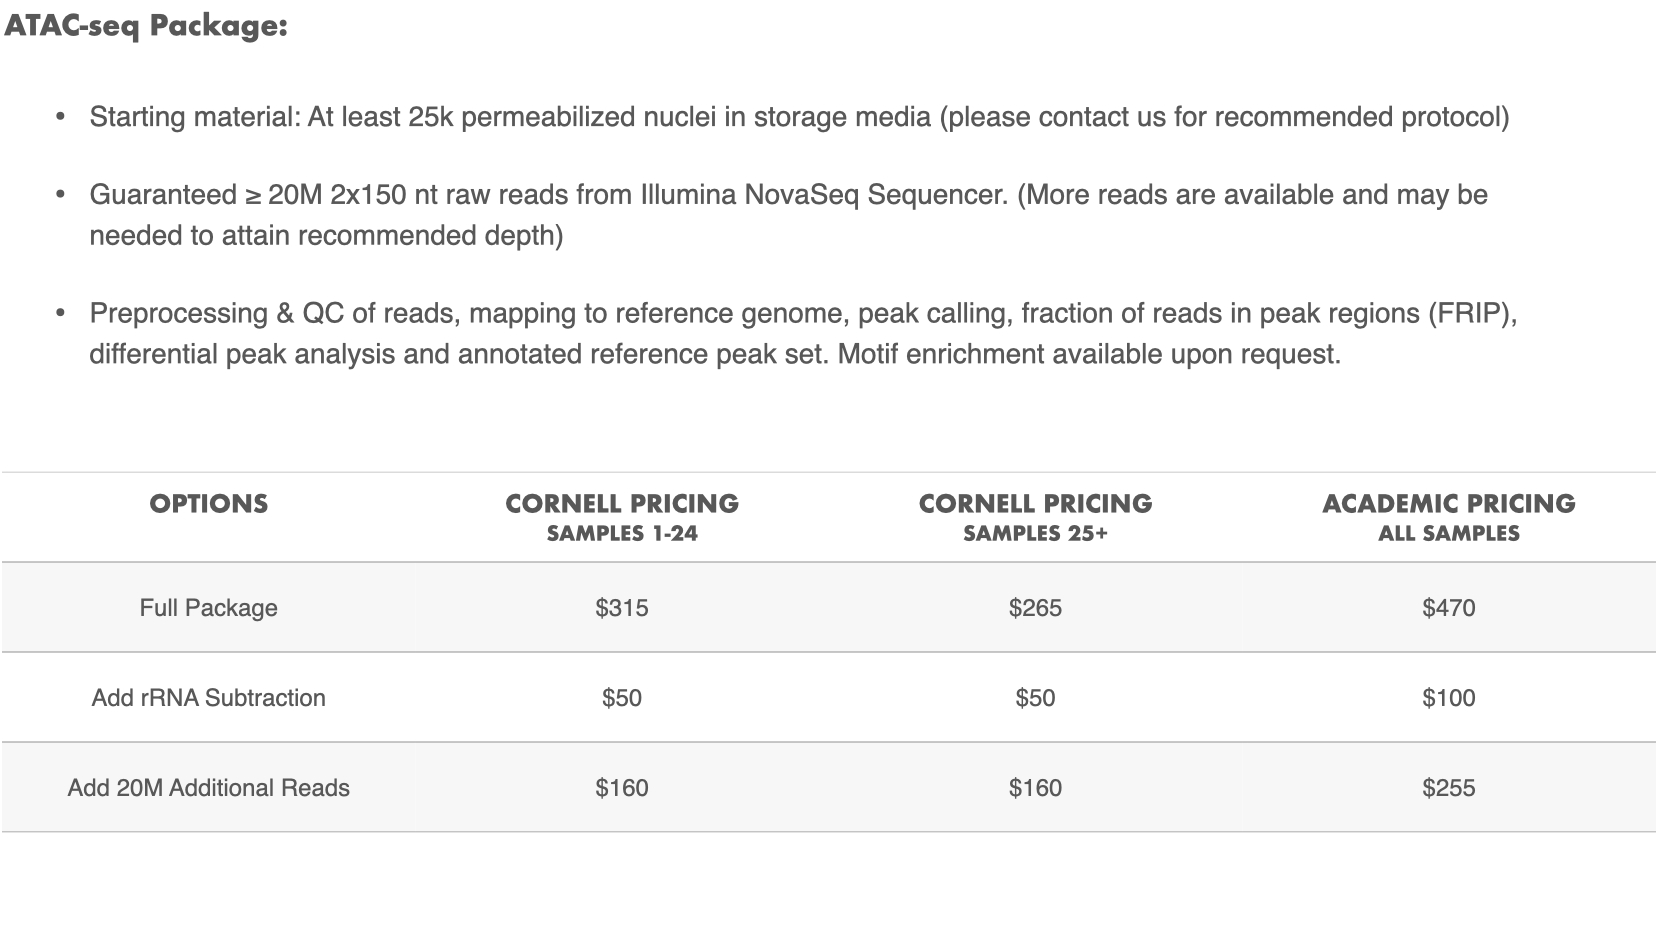 ATAC-seq Package:
• Starting material: At least 25k permeabilized nuclei in storage media (please contact us for recommended protocol)
• Guaranteed ≥ 20M 2x150 nt raw reads from Illumina NovaSeq Sequencer. (More reads are available and may be
needed to attain recommended depth)
• Preprocessing & QC of reads, mapping to reference genome, peak calling, fraction of reads in peak regions (FRIP),
differential peak analysis and annotated reference peak set. Motif enrichment available upon request.
OPTIONS CORNELL PRICING CORNELL PRICING ACADEMIC PRICING
SAMPLES 1-24 SAMPLES 25+ ALL SAMPLES
Full Package $315 $265 $470
Add rRNA Subtraction $50 $50 $100
Add 20M Additional Reads $160 $160 $255